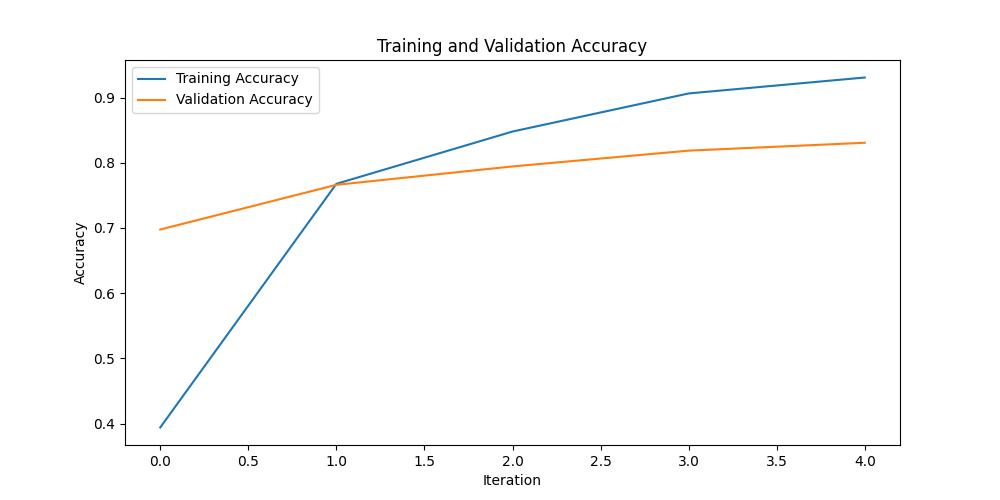 Training and Validation Accuracy
Training Accuracy
Validation Accuracy
Accuracy
0.9
0.8
0.7
0.6
0.5
0.4
0.0 0.5 1.0 1.5 2.0 2.5 3.0 3.5 4.0
Iteration